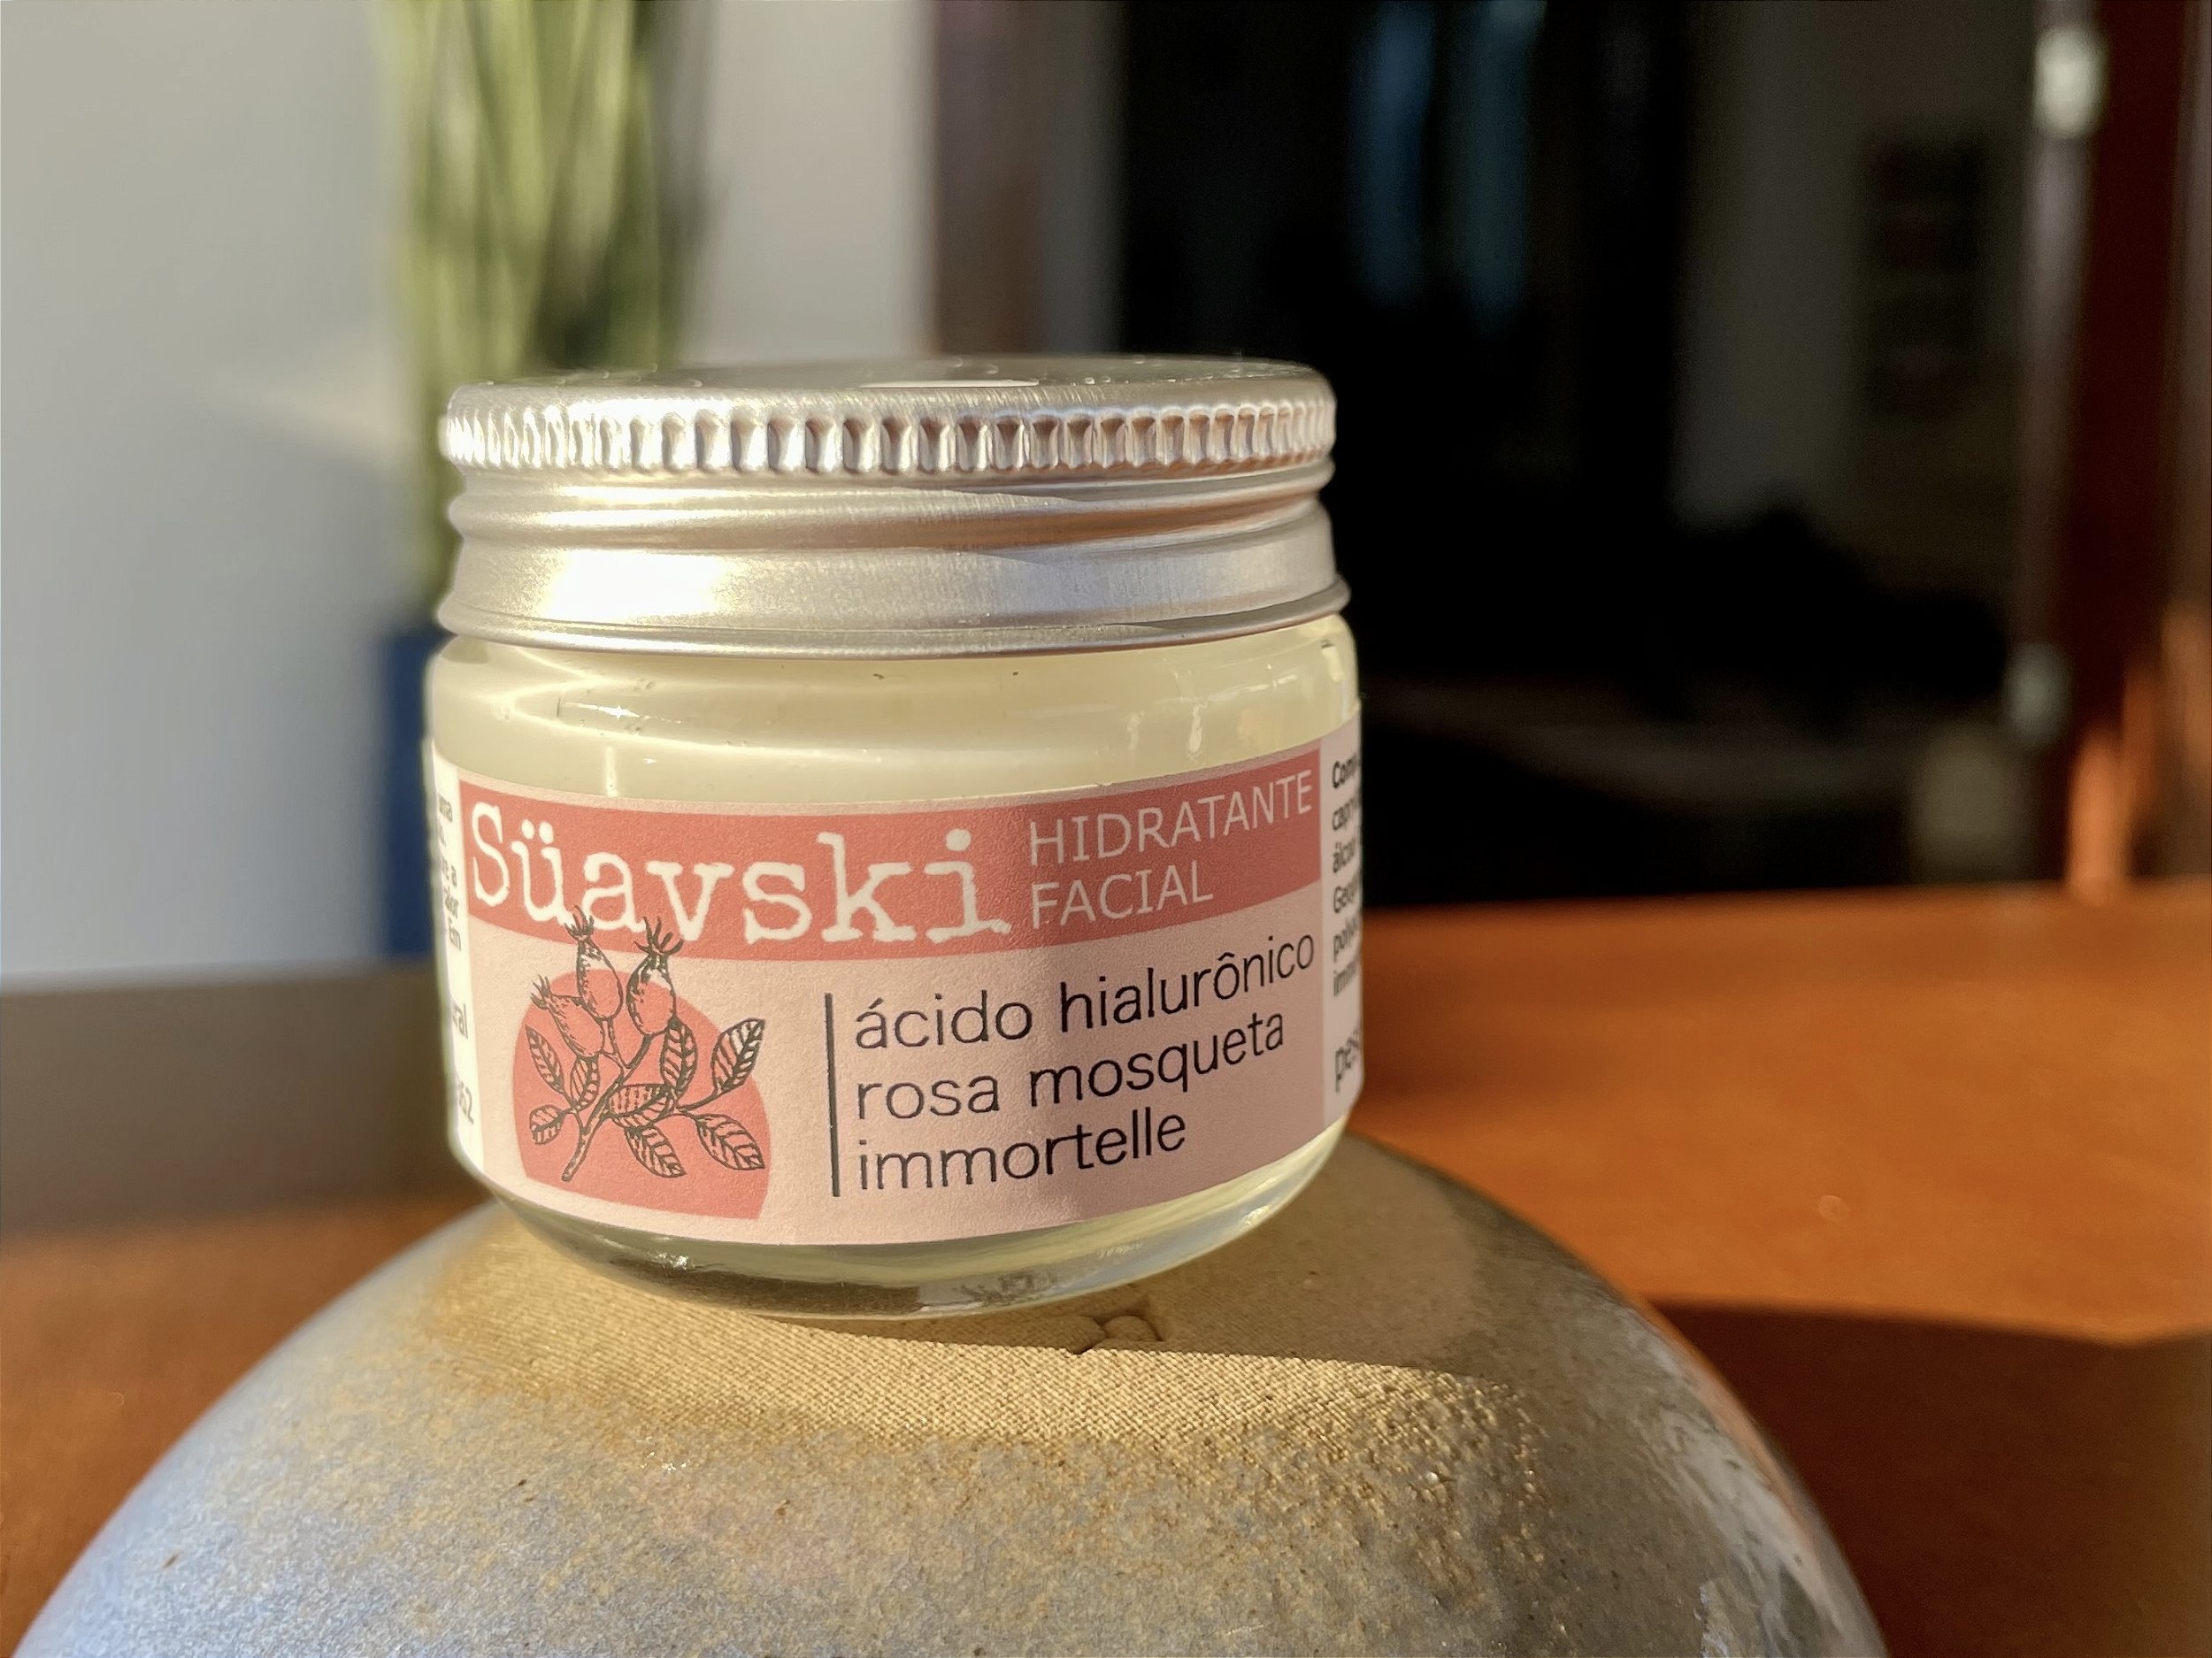 Süavski
HIDRATANTE
FACIAL
ácido hialurônico
rosa mosqueta
immortelle